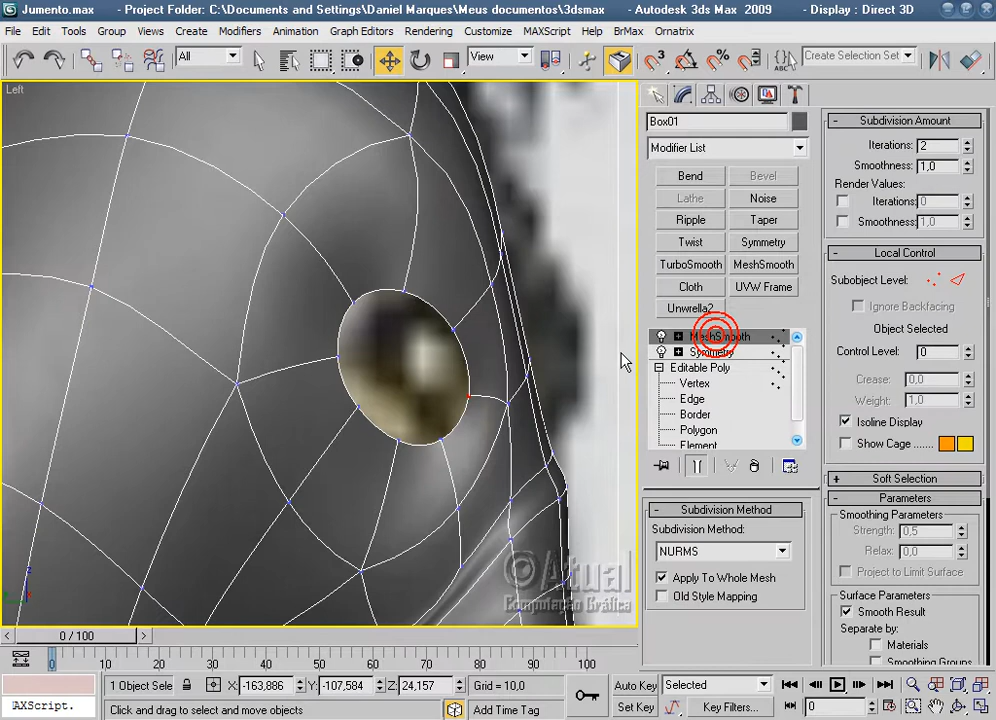 Jumento.max - Project Folder: C:\Documents and Settings\Daniel Marques\Meus documentos\3dsmax - Autodesk 3ds Max 2009 - Display : Direct 3D
File Edit Tools Group Views Create Modifiers Animation Graph Editors Rendering Customize MAXScript Help BrMax Ornatrix
All View Create Selection Set
Left
Box01
Modifier List
Bend Bevel
Lathe Noise
Ripple Taper
Twist Symmetry
TurboSmooth MeshSmooth
Cloth UVW Frame
Unwrella2
MeshSmooth
Symmetry
Editable Poly
Vertex
Edge
Border
Polygon
Element
- Subdivision Method
Subdivision Method:
NURMS
Apply To Whole Mesh
Old Style Mapping
- Subdivision Amount
Iterations: 2
Smoothness: 1,0
Render Values:
Iterations: 0
Smoothness: 1,0
- Local Control
Subobject Level:
Ignore Backfacing
Object Selected
Control Level: 0
Crease: 0,0
Weight: 1,0
Isoline Display
Show Cage .......
+ Soft Selection
- Parameters
Smoothing Parameters
Strength: 0,5
Relax: 0,0
Project to Limit Surface
Surface Parameters
Smooth Result
Separate by:
Materials
Smoothing Groups
©Atual
Computação Gráfica
< 0 / 100 >
0 10 20 30 40 50 60 70 80 90 100
1 Object Sele X: -163,886 Y: -107,584 Z: 24,157 Grid = 10,0 Auto Key Selected
AXScript. Click and drag to select and move objects Add Time Tag Set Key Key Filters... 0